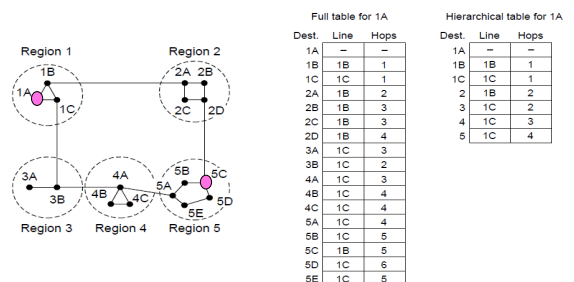 Full table for 1A
Hierarchical table for 1A
Dest. Line Hops
1A – –
1B 1B 1
1C 1C 1
2A 1B 2
2B 1B 3
2C 1B 3
2D 1B 4
3A 1C 3
3B 1C 2
4A 1C 3
4B 1C 4
4C 1C 4
5A 1C 4
5B 1C 5
5C 1B 5
5D 1C 6
5E 1C 5
Dest. Line Hops
1A – –
1B 1B 1
1C 1C 1
2 1B 2
3 1C 2
4 1C 3
5 1C 4
Region 1
Region 2
1B
1A
1C
2A 2B
2C
2D
3A
3B
4A
4B
4C
5A
5B
5C
5D
5E
Region 3
Region 4
Region 5